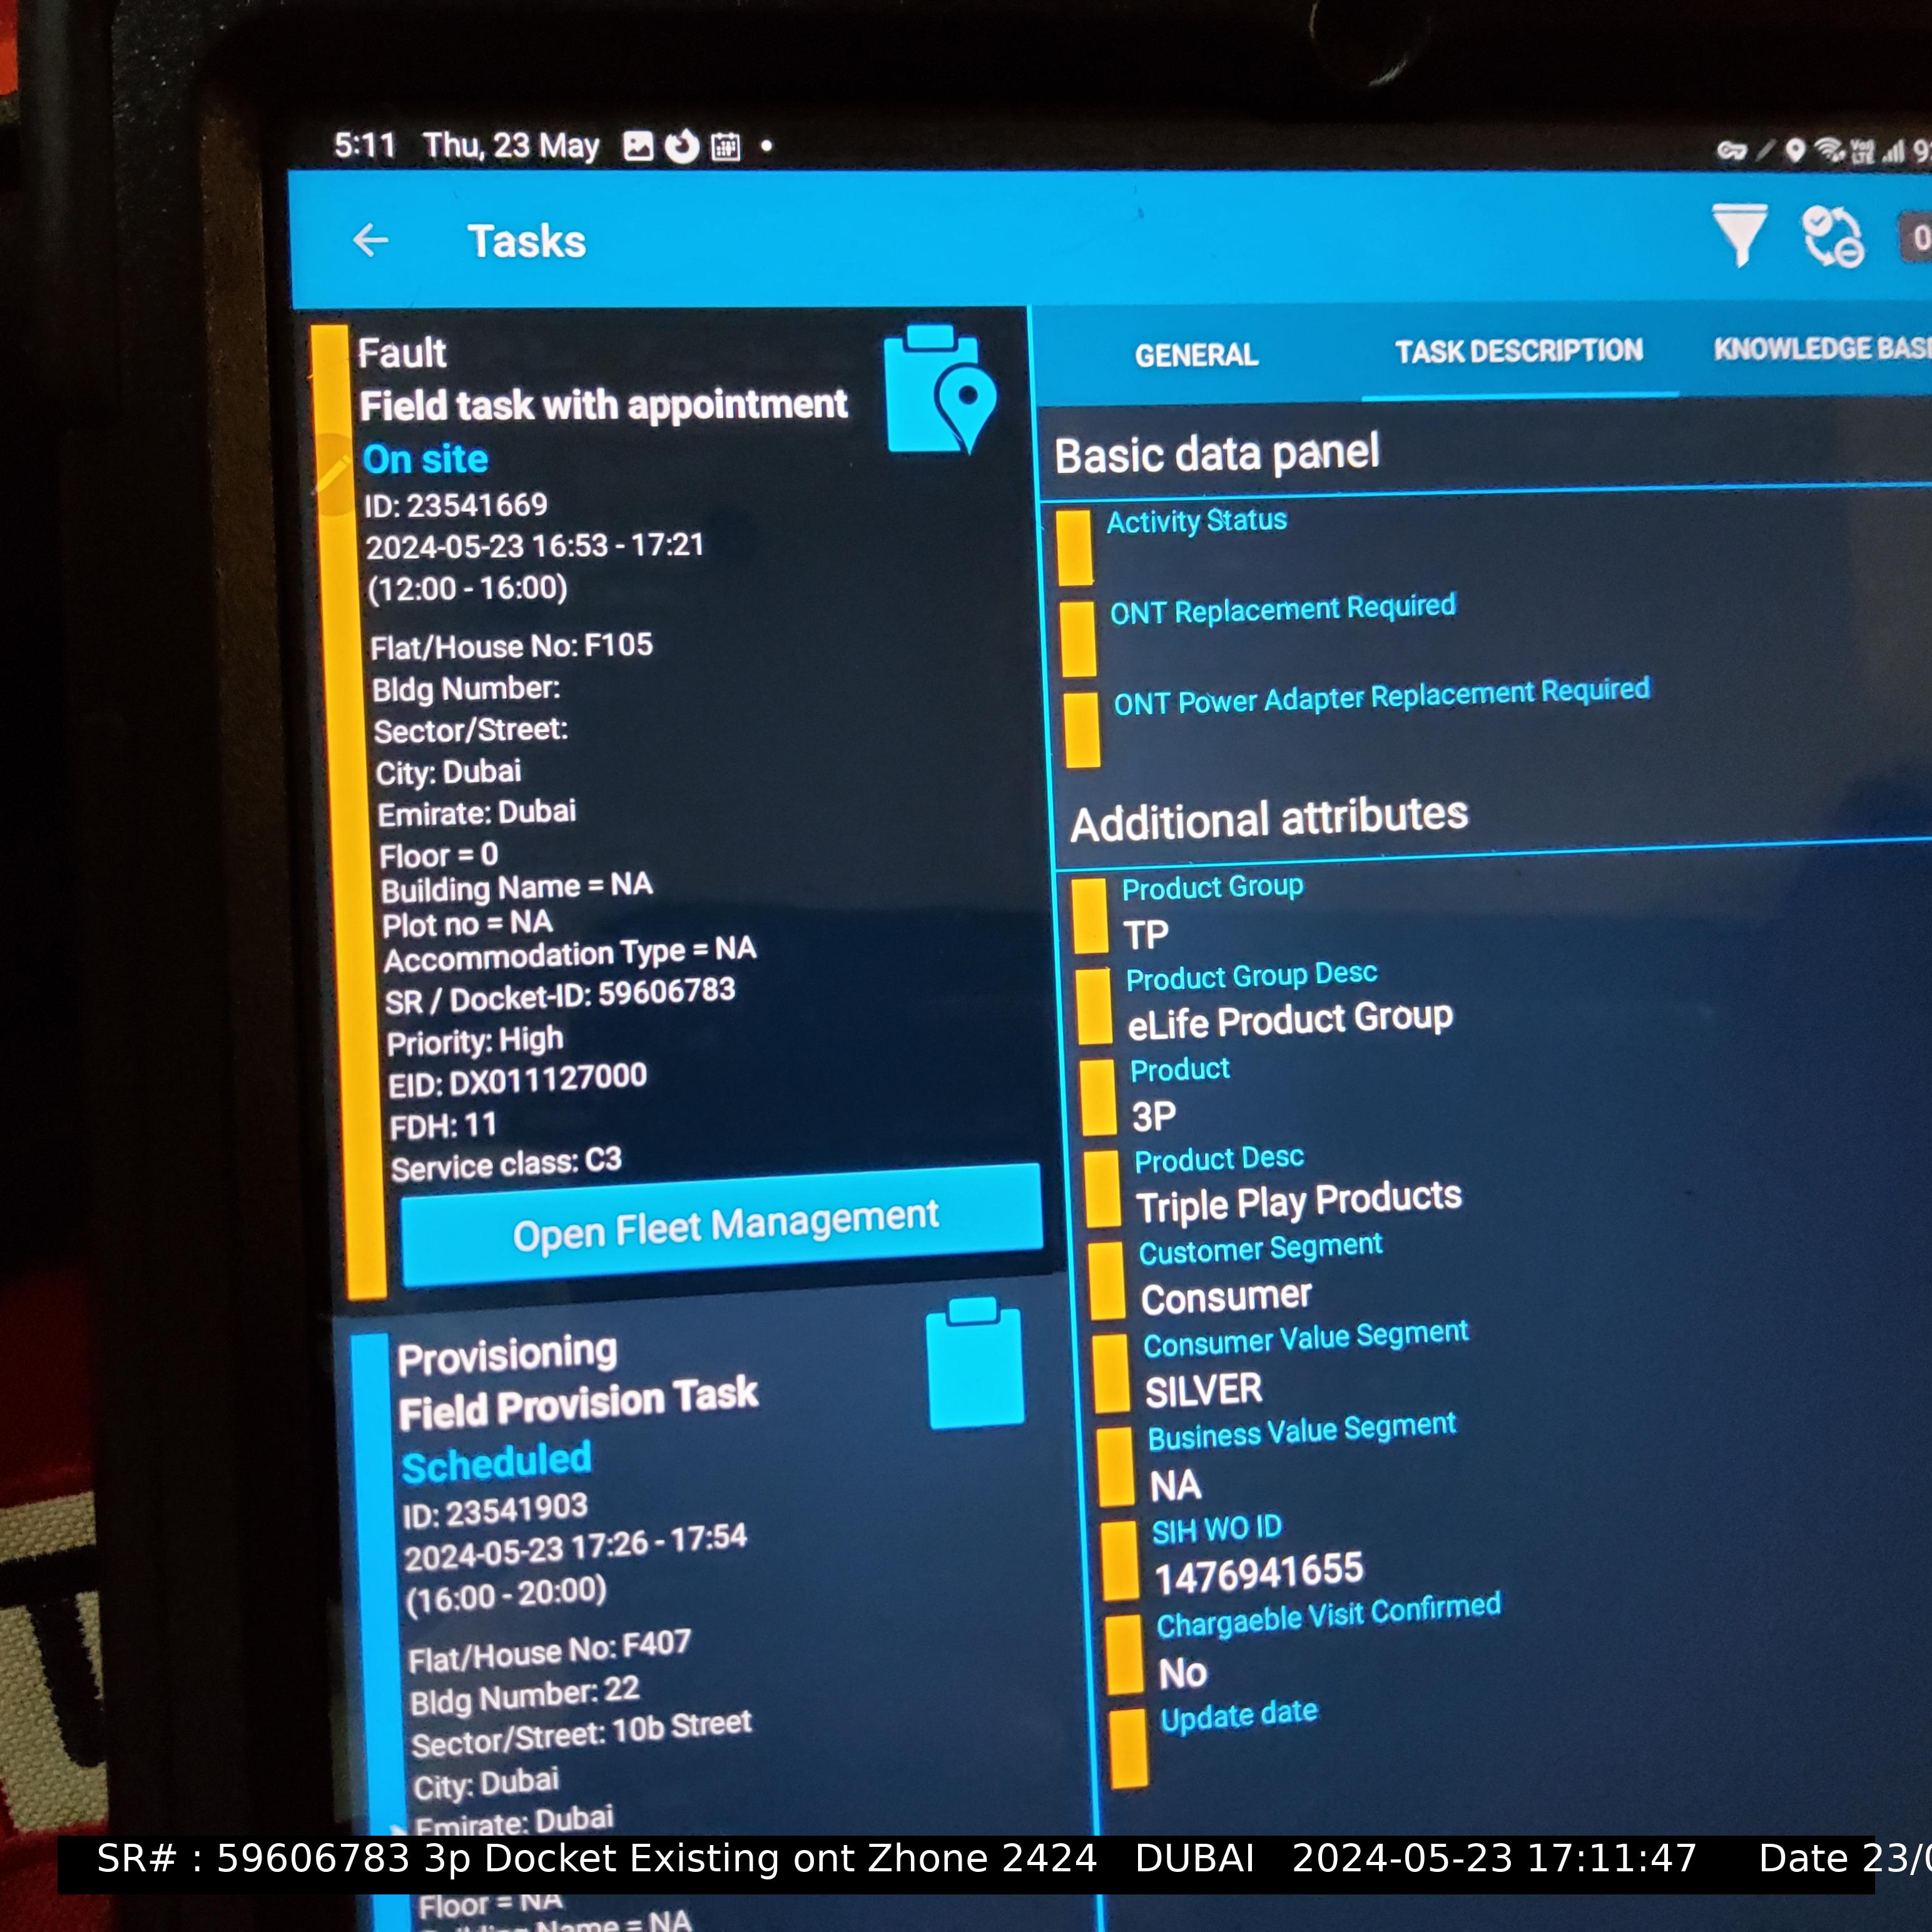 5:11 Thu, 23 May
Tasks
Fault
Field task with appointment
On site
ID: 23541669
2024-05-23 16:53 - 17:21
(12:00 - 16:00)
Flat/House No: F105
Bldg Number:
Sector/Street:
City: Dubai
Emirate: Dubai
Floor = 0
Building Name = NA
Plot no = NA
Accommodation Type = NA
SR / Docket-ID: 59606783
Priority: High
EID: DX011127000
FDH: 11
Service class: C3
Open Fleet Management
Provisioning
Field Provision Task
Scheduled
ID: 23541903
2024-05-23 17:26 - 17:54
(16:00 - 20:00)
Flat/House No: F407
Bldg Number: 22
Sector/Street: 10b Street
City: Dubai
Emirate: Dubai
Floor = NA
Name = NA
GENERAL TASK DESCRIPTION KNOWLEDGE BAS
Basic data panel
Activity Status
ONT Replacement Required
ONT Power Adapter Replacement Required
Additional attributes
Product Group
TP
Product Group Desc
eLife Product Group
Product
3P
Product Desc
Triple Play Products
Customer Segment
Consumer
Consumer Value Segment
SILVER
Business Value Segment
NA
SIH WO ID
1476941655
Chargaeble Visit Confirmed
No
Update date
SR# : 59606783 3p Docket Existing ont Zhone 2424 DUBAI 2024-05-23 17:11:47 Date 23/